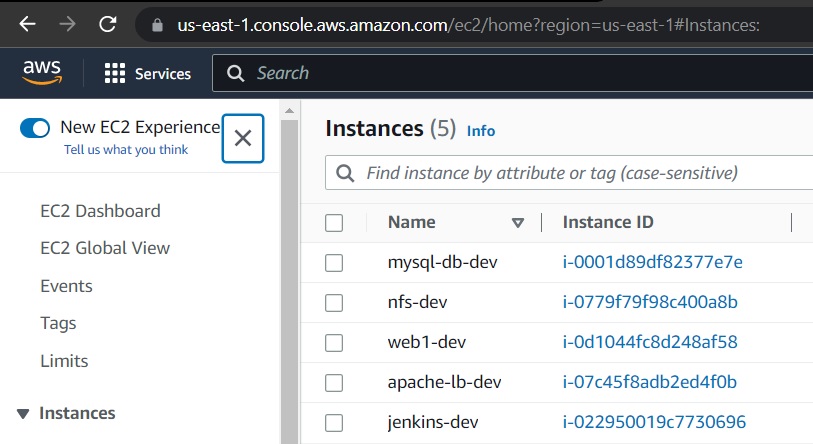 us-east-1.console.aws.amazon.com/ec2/home?region=us-east-1#Instances:
aws
Services
Search
New EC2 Experience
Tell us what you think
EC2 Dashboard
EC2 Global View
Events
Tags
Limits
Instances
Instances (5) Info
Find instance by attribute or tag (case-sensitive)
Name Instance ID
mysql-db-dev i-0001d89df82377e7e
nfs-dev i-0779f79f98c400a8b
web1-dev i-0d1044fc8d248af58
apache-lb-dev i-07c45f8adb2ed4f0b
jenkins-dev i-022950019c7730696